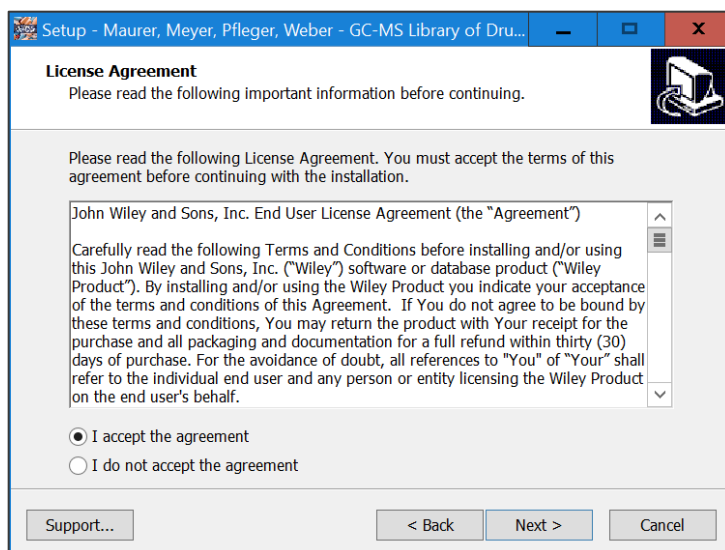 Setup - Maurer, Meyer, Pfleger, Weber - GC-MS Library of Dru...
License Agreement
Please read the following important information before continuing.
Please read the following License Agreement. You must accept the terms of this
agreement before continuing with the installation.
John Wiley and Sons, Inc. End User License Agreement (the “Agreement”)
Carefully read the following Terms and Conditions before installing and/or using
this John Wiley and Sons, Inc. (“Wiley”) software or database product (“Wiley
Product”). By installing and/or using the Wiley Product you indicate your acceptance
of the terms and conditions of this Agreement.  If You do not agree to be bound by
these terms and conditions, You may return the product with Your receipt for the
purchase and all packaging and documentation for a full refund within thirty (30)
days of purchase. For the avoidance of doubt, all references to "You" of “Your” shall
refer to the individual end user and any person or entity licensing the Wiley Product
on the end user's behalf.
I accept the agreement
I do not accept the agreement
Support...
< Back
Next >
Cancel